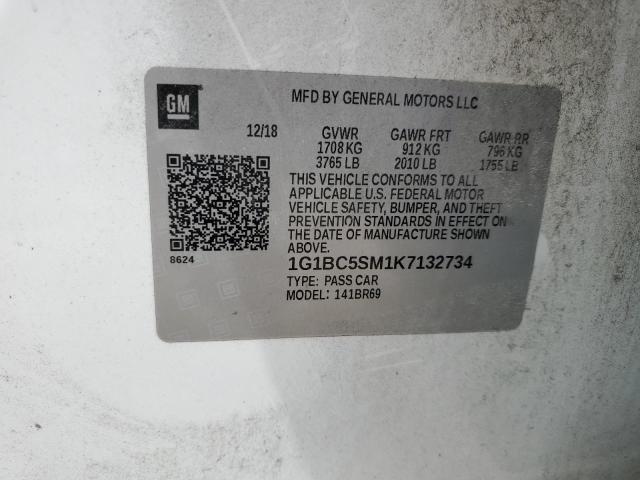 GM
MFD BY GENERAL MOTORS LLC
12/18 GVWR GAWR FRT GAWR RR
1708 KG 912 KG 796 KG
3765 LB 2010 LB 1755 LB
THIS VEHICLE CONFORMS TO ALL
APPLICABLE U.S. FEDERAL MOTOR
VEHICLE SAFETY, BUMPER, AND THEFT
PREVENTION STANDARDS IN EFFECT ON
THE DATE OF MANUFACTURE SHOWN
ABOVE.
8624
1G1BC5SM1K7132734
TYPE: PASS CAR
MODEL: 141BR69